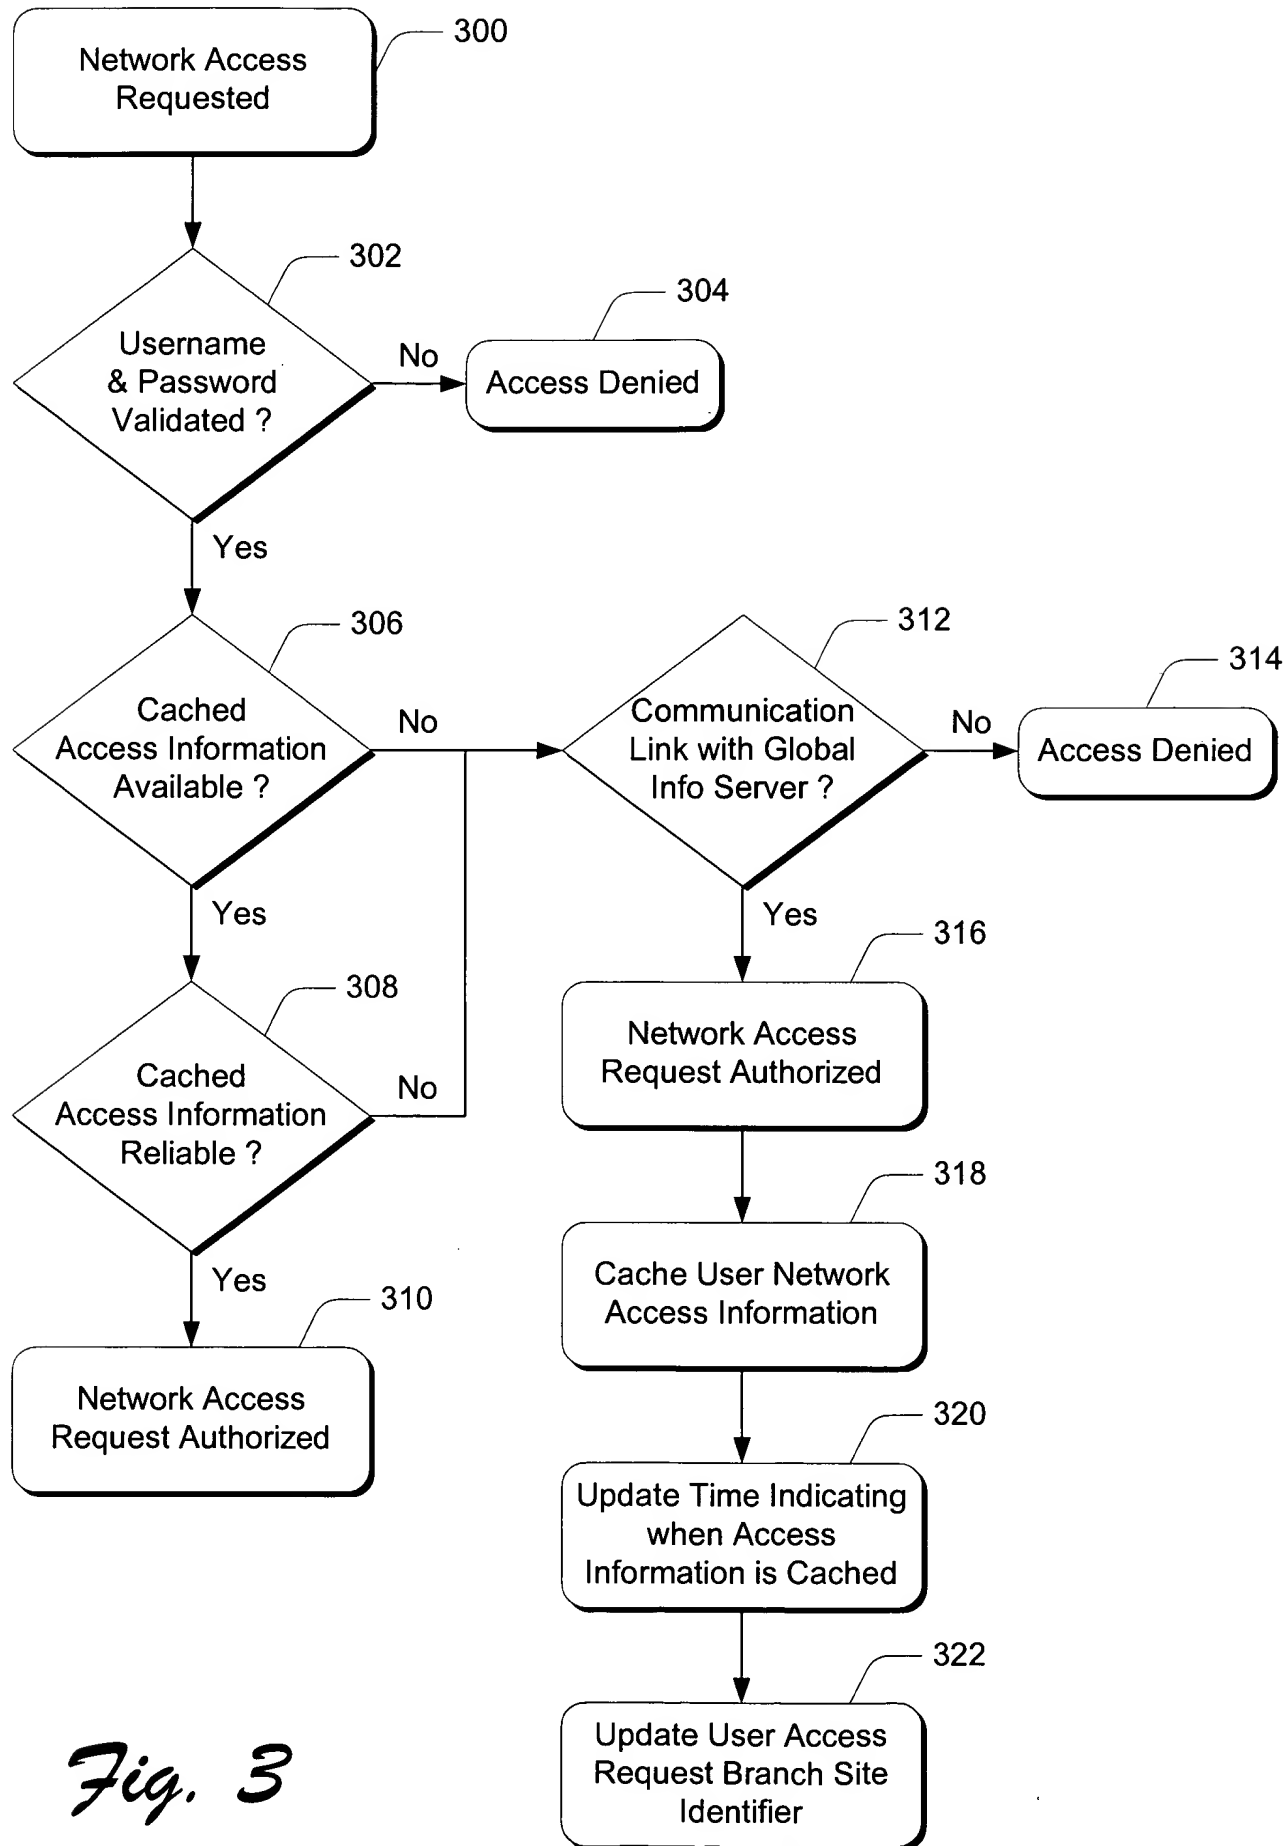 300
Network Access
Requested
302
Username
& Password
Validated ?
No
304
Access Denied
Yes
306
Cached
Access Information
Available ?
No
312
Communication
Link with Global
Info Server ?
No
314
Access Denied
Yes
308
Cached
Access Information
Reliable ?
No
Yes
310
Network Access
Request Authorized
Yes
316
Network Access
Request Authorized
318
Cache User Network
Access Information
320
Update Time Indicating
when Access
Information is Cached
322
Update User Access
Request Branch Site
Identifier
Fig. 3